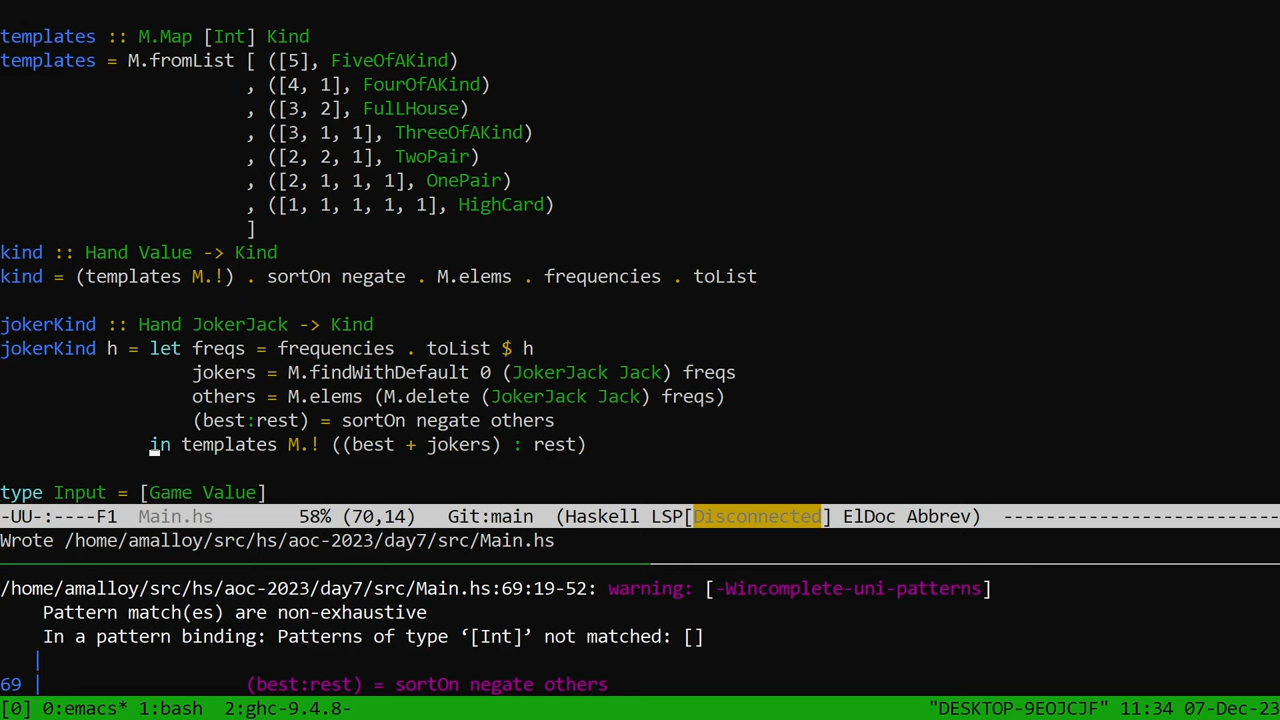 templates :: M.Map [Int] Kind
templates = M.fromList [ ([5], FiveOfAKind)
, ([4, 1], FourOfAKind)
, ([3, 2], FulLHouse)
, ([3, 1, 1], ThreeOfAKind)
, ([2, 2, 1], TwoPair)
, ([2, 1, 1, 1], OnePair)
, ([1, 1, 1, 1, 1], HighCard)
]
kind :: Hand Value -> Kind
kind = (templates M.!) . sortOn negate . M.elems . frequencies . toList
jokerKind :: Hand JokerJack -> Kind
jokerKind h = let freqs = frequencies . toList $ h
jokers = M.findWithDefault 0 (JokerJack Jack) freqs
others = M.elems (M.delete (JokerJack Jack) freqs)
(best:rest) = sortOn negate others
in templates M.! ((best + jokers) : rest)
type Input = [Game Value]
-UU-:----F1 Main.hs 58% (70,14) Git:main (Haskell LSP[Disconnected] ElDoc Abbrev) --------------------------
Wrote /home/amalloy/src/hs/aoc-2023/day7/src/Main.hs
/home/amalloy/src/hs/aoc-2023/day7/src/Main.hs:69:19-52: warning: [-Wincomplete-uni-patterns]
Pattern match(es) are non-exhaustive
In a pattern binding: Patterns of type ‘[Int]’ not matched: []
|
69 | (best:rest) = sortOn negate others
[0] 0:emacs* 1:bash 2:ghc-9.4.8- "DESKTOP-9EOJCJF" 11:34 07-Dec-23